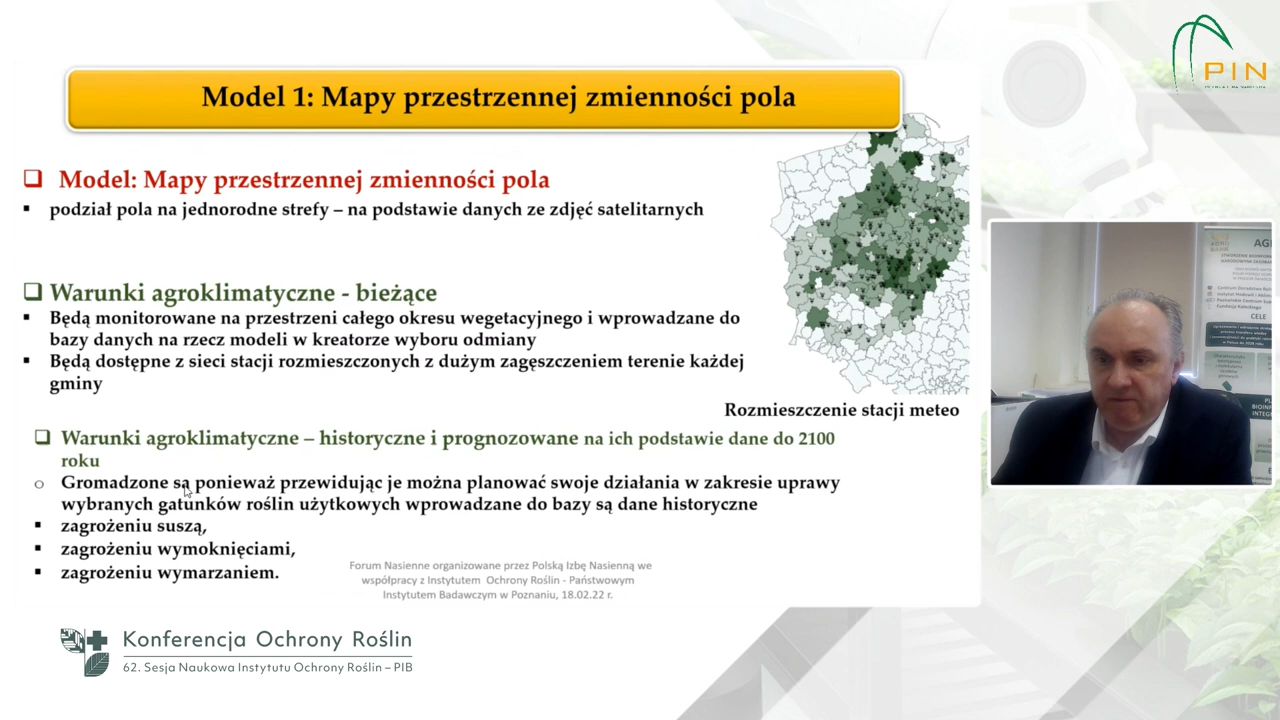 PIN
Model 1: Mapy przestrzennej zmienności pola
Model: Mapy przestrzennej zmienności pola
podział pola na jednorodne strefy – na podstawie danych ze zdjęć satelitarnych
Warunki agroklimatyczne - bieżące
Będą monitorowane na przestrzeni całego okresu wegetacyjnego i wprowadzane do
bazy danych na rzecz modeli w kreatorze wyboru odmiany
Będą dostępne z sieci stacji rozmieszczonych z dużym zagęszczeniem terenie każdej
gminy
Rozmieszczenie stacji meteo
Warunki agroklimatyczne – historyczne i prognozowane na ich podstawie dane do 2100
roku
Gromadzone są ponieważ przewidując je można planować swoje działania w zakresie uprawy
wybranych gatunków roślin użytkowych wprowadzane do bazy są dane historyczne
zagrożeniu suszą,
zagrożeniu wymoknięciami,
zagrożeniu wymarzaniem.
Forum Nasienne organizowane przez Polską Izbę Nasienną we
współpracy z Instytutem Ochrony Roślin - Państwowym
Instytutem Badawczym w Poznaniu, 18.02.22 r.
Konferencja Ochrony Roślin
62. Sesja Naukowa Instytutu Ochrony Roślin – PIB
CELE